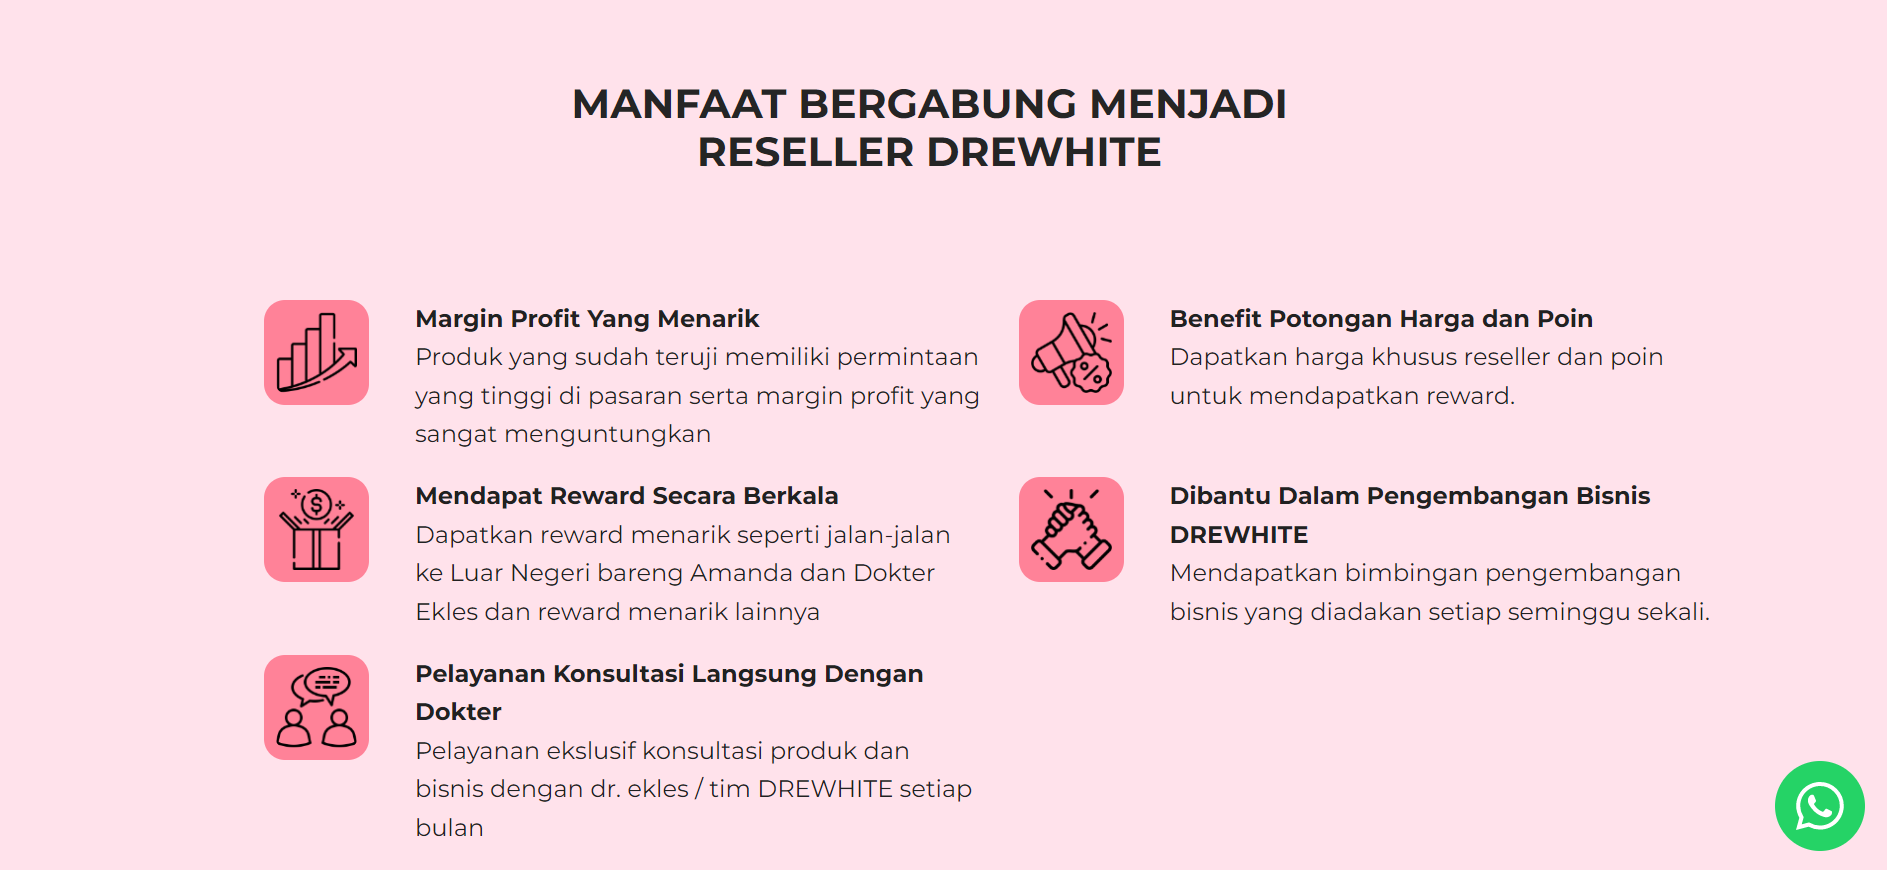 MANFAAT BERGABUNG MENJADI
RESELLER DREWHITE
Margin Profit Yang Menarik
Produk yang sudah teruji memiliki permintaan
yang tinggi di pasaran serta margin profit yang
sangat menguntungkan
Benefit Potongan Harga dan Poin
Dapatkan harga khusus reseller dan poin
untuk mendapatkan reward.
Mendapat Reward Secara Berkala
Dapatkan reward menarik seperti jalan-jalan
ke Luar Negeri bareng Amanda dan Dokter
Ekles dan reward menarik lainnya
Dibantu Dalam Pengembangan Bisnis
DREWHITE
Mendapatkan bimbingan pengembangan
bisnis yang diadakan setiap seminggu sekali.
Pelayanan Konsultasi Langsung Dengan
Dokter
Pelayanan ekslusif konsultasi produk dan
bisnis dengan dr. ekles / tim DREWHITE setiap
bulan